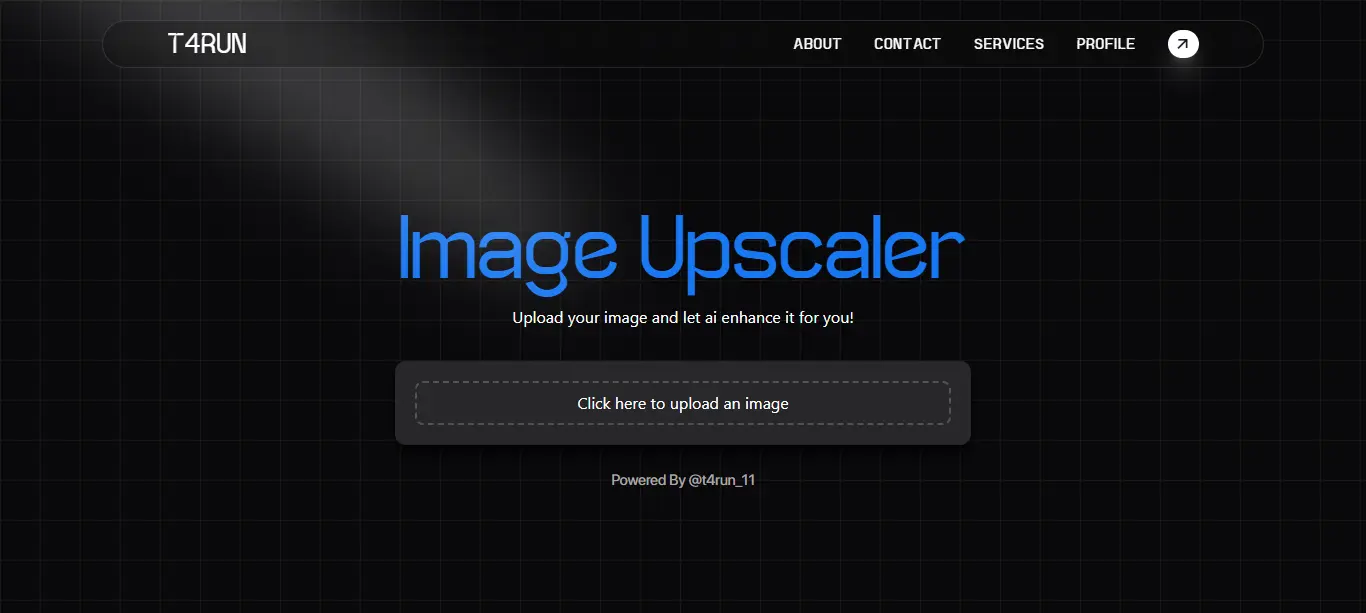 T4RUN ABOUT CONTACT SERVICES PROFILE
Image Upscaler
Upload your image and let ai enhance it for you!
Click here to upload an image
Powered By @t4run_11